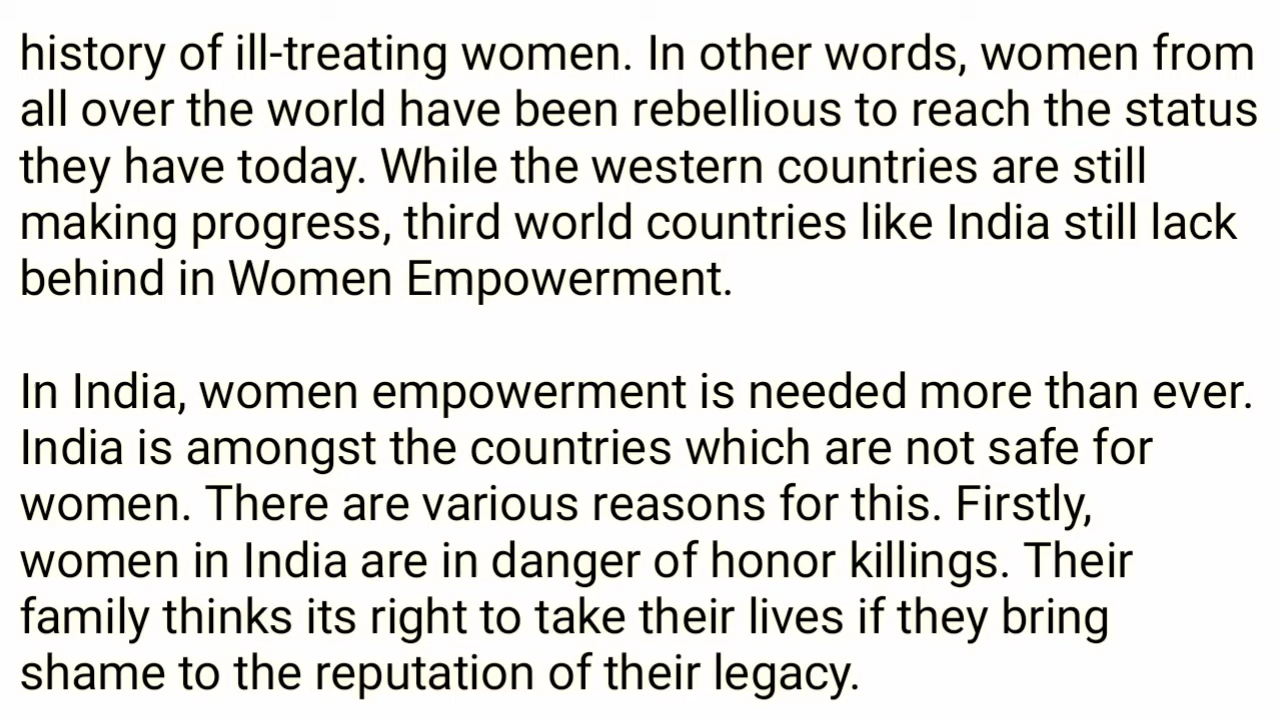 history of ill-treating women. In other words, women from
all over the world have been rebellious to reach the status
they have today. While the western countries are still
making progress, third world countries like India still lack
behind in Women Empowerment.
In India, women empowerment is needed more than ever.
India is amongst the countries which are not safe for
women. There are various reasons for this. Firstly,
women in India are in danger of honor killings. Their
family thinks its right to take their lives if they bring
shame to the reputation of their legacy.